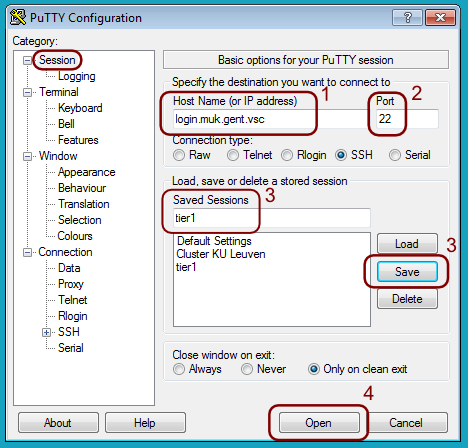 PuTTY Configuration
Category:
Session
Logging
Terminal
Keyboard
Bell
Features
Window
Appearance
Behaviour
Translation
Selection
Colours
Connection
Data
Proxy
Telnet
Rlogin
SSH
Serial
Basic options for your PuTTY session
Specify the destination you want to connect to
Host Name (or IP address) 1 Port 2
login.muk.gent.vsc 22
Connection type:
Raw Telnet Rlogin SSH Serial
Load, save or delete a stored session
Saved Sessions 3
tier1
Default Settings
Cluster KU Leuven
tier1
Load
Save 3
Delete
Close window on exit:
Always Never Only on clean exit
4
About Help Open Cancel